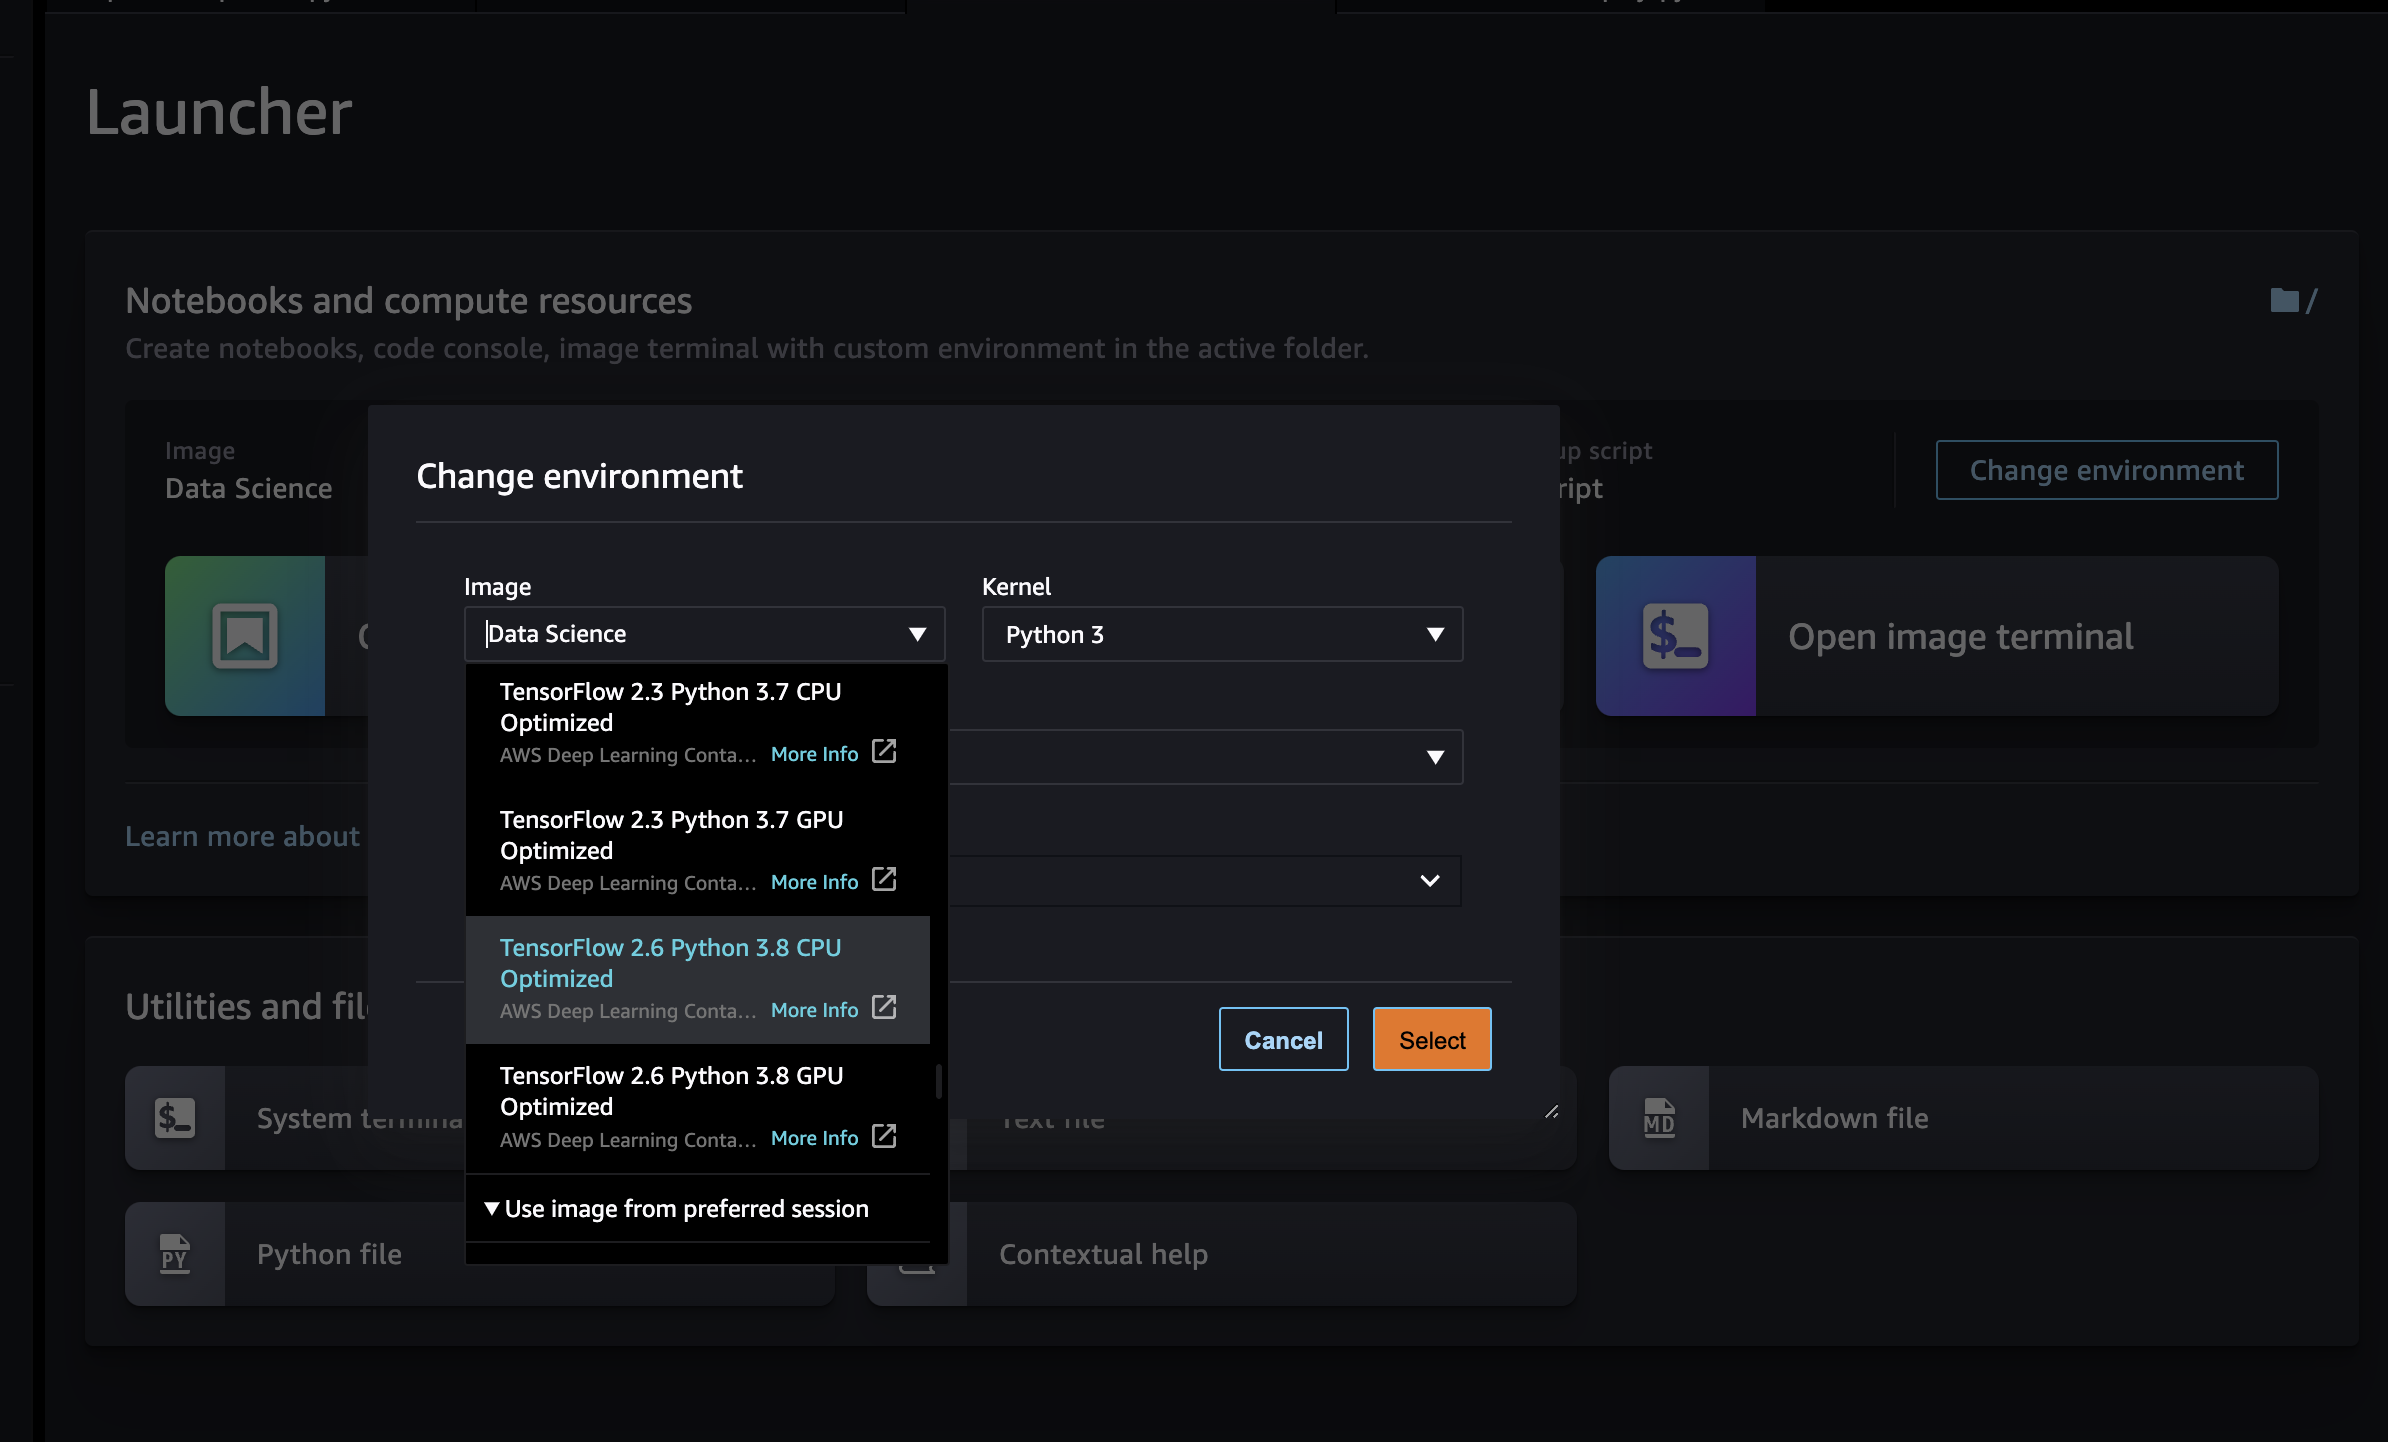 Launcher
Notebooks and compute resources
/
Create notebooks, code console, image terminal with custom environment in the active folder.
Image
Data Science
up script
ript
Change environment
Change environment
Image
Kernel
Data Science
Python 3
Open image terminal
TensorFlow 2.3 Python 3.7 CPU
Optimized
AWS Deep Learning Conta... More Info
TensorFlow 2.3 Python 3.7 GPU
Optimized
AWS Deep Learning Conta... More Info
Learn more about
TensorFlow 2.6 Python 3.8 CPU
Optimized
AWS Deep Learning Conta... More Info
TensorFlow 2.6 Python 3.8 GPU
Optimized
AWS Deep Learning Conta... More Info
Use image from preferred session
Cancel
Select
Utilities and fil
$_
System termina
Text file
MD
Markdown file
PY
Python file
Contextual help
$_